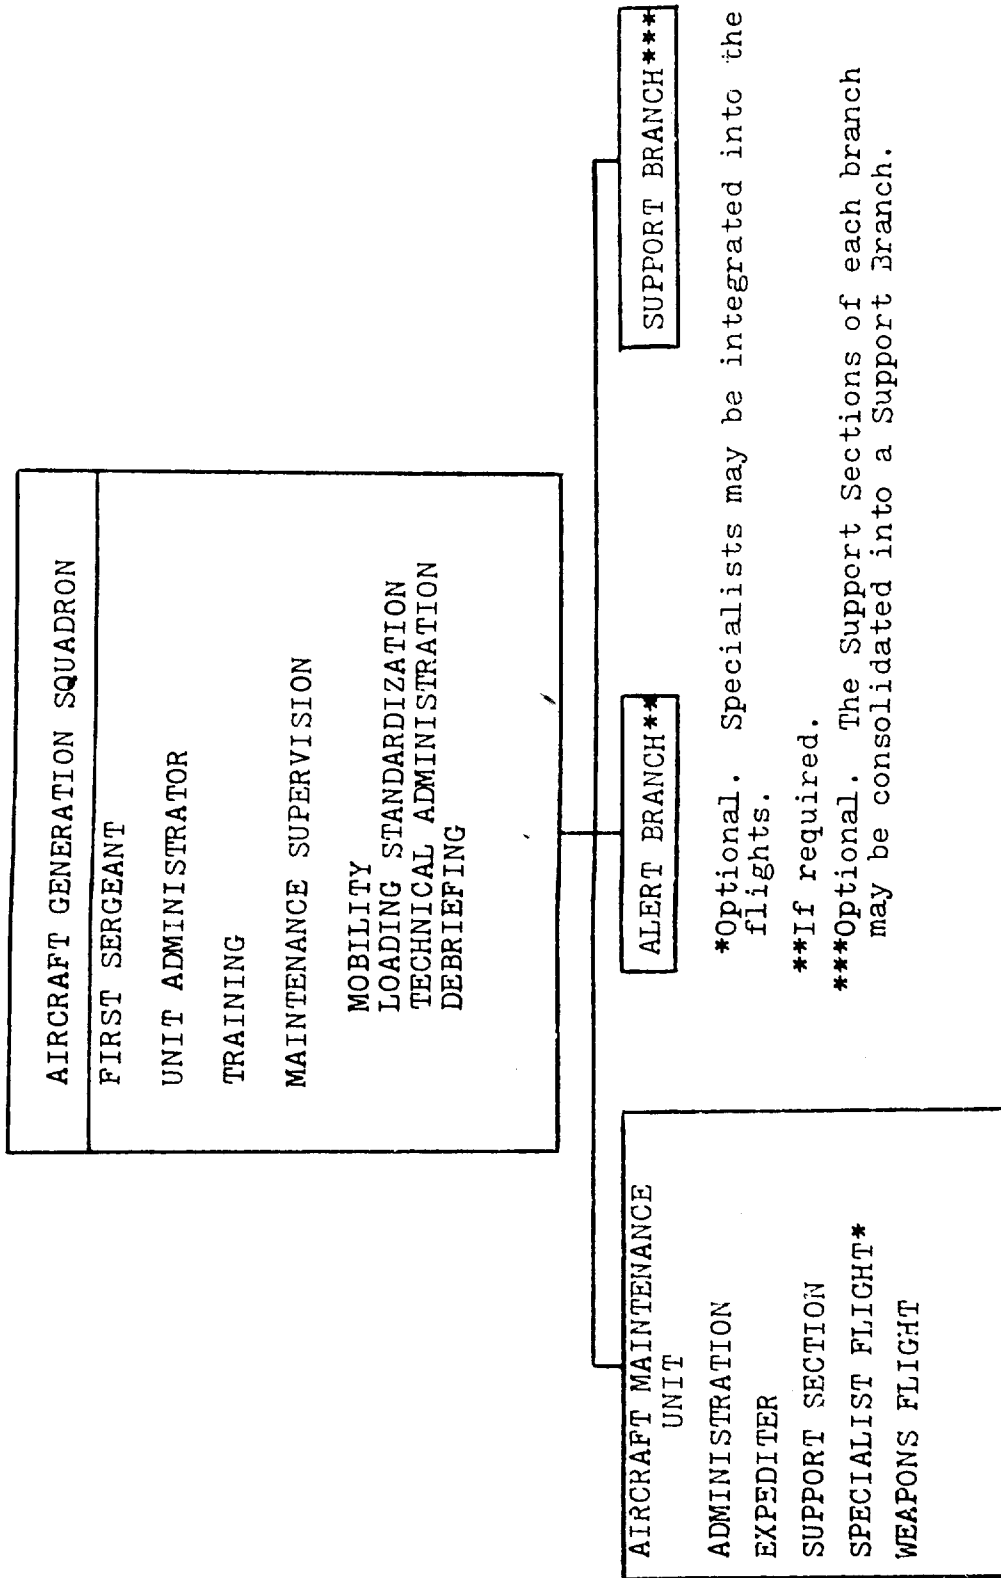 AIRCRAFT GENERATION SQUADRON
FIRST SERGEANT
UNIT ADMINISTRATOR
TRAINING
MAINTENANCE SUPERVISION
MOBILITY
LOADING STANDARDIZATION
TECHNICAL ADMINISTRATION
DEBRIEFING
AIRCRAFT MAINTENANCE
UNIT
ADMINISTRATION
EXPEDITER
SUPPORT SECTION
SPECIALIST FLIGHT*
WEAPONS FLIGHT
ALERT BRANCH**
SUPPORT BRANCH***
*Optional. Specialists may be integrated into the
flights.
**If required.
***Optional. The Support Sections of each branch
may be consolidated into a Support Branch.